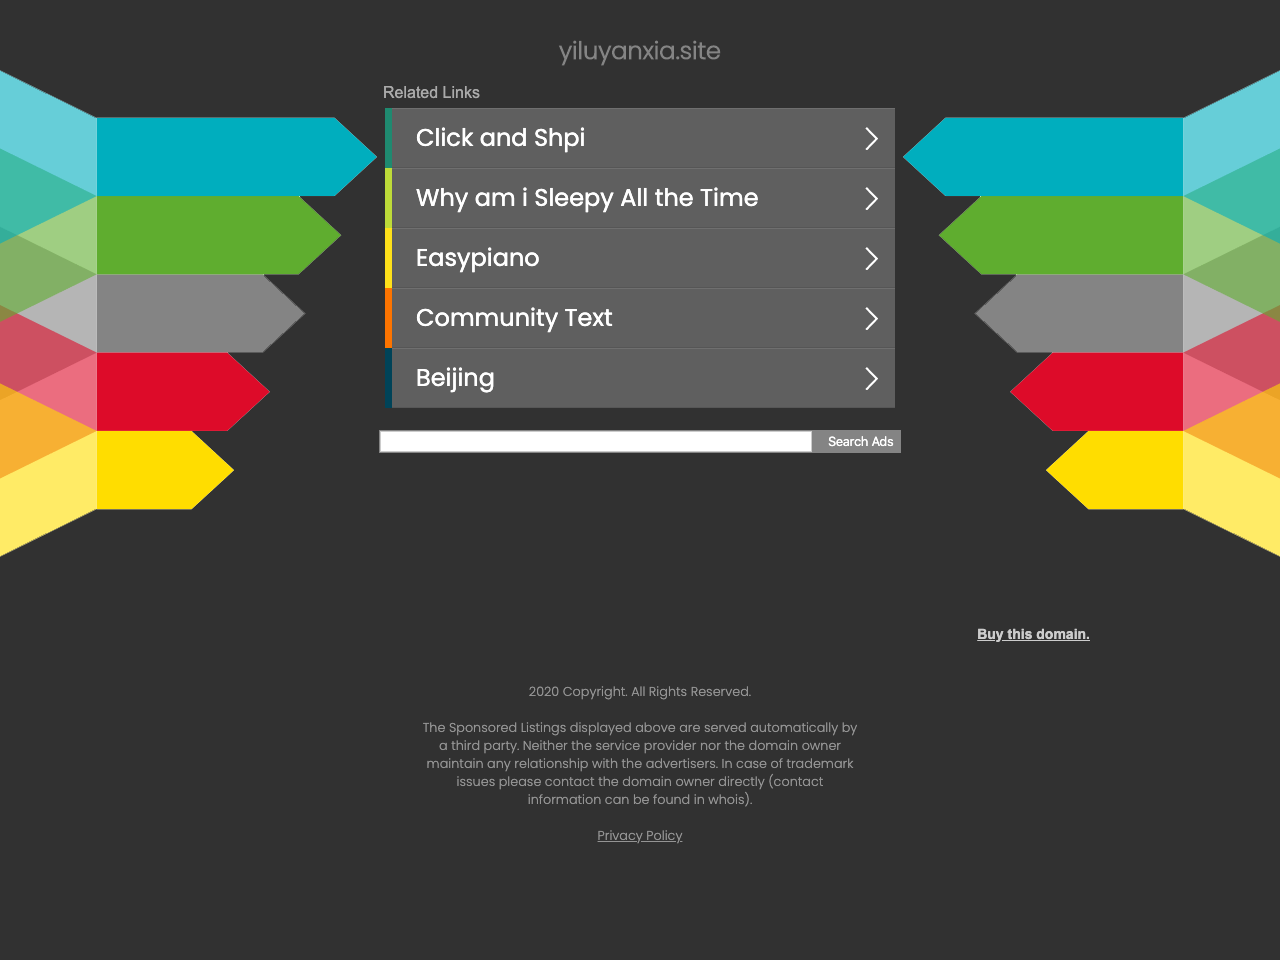 yiluyanxia.site
Related Links
Click and Shpi
Why am i Sleepy All the Time
Easypiano
Community Text
Beijing
Search Ads
Buy this domain.
2020 Copyright. All Rights Reserved.
The Sponsored Listings displayed above are served automatically by
a third party. Neither the service provider nor the domain owner
maintain any relationship with the advertisers. In case of trademark
issues please contact the domain owner directly (contact
information can be found in whois).
Privacy Policy